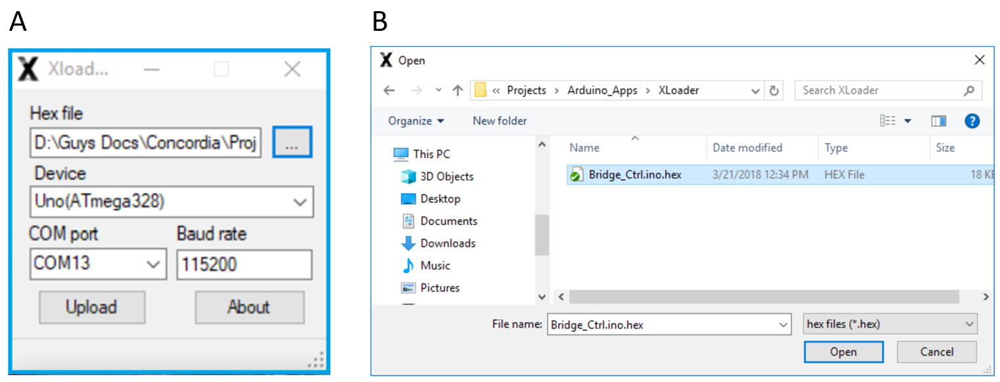 A
Xload...
Hex file
D:\Guys Docs\Concordia\Proj
...
Device
Uno(ATmega328)
COM port Baud rate
COM13 115200
Upload About
B
X Open
« Projects > Arduino_Apps > XLoader Search XLoader
Organize New folder ?
Name Date modified Type Size
Bridge_Ctrl.ino.hex 3/21/2018 12:34 PM HEX File 18 KB
This PC
3D Objects
Desktop
Documents
Downloads
Music
Pictures
File name: Bridge_Ctrl.ino.hex hex files (*.hex)
Open Cancel